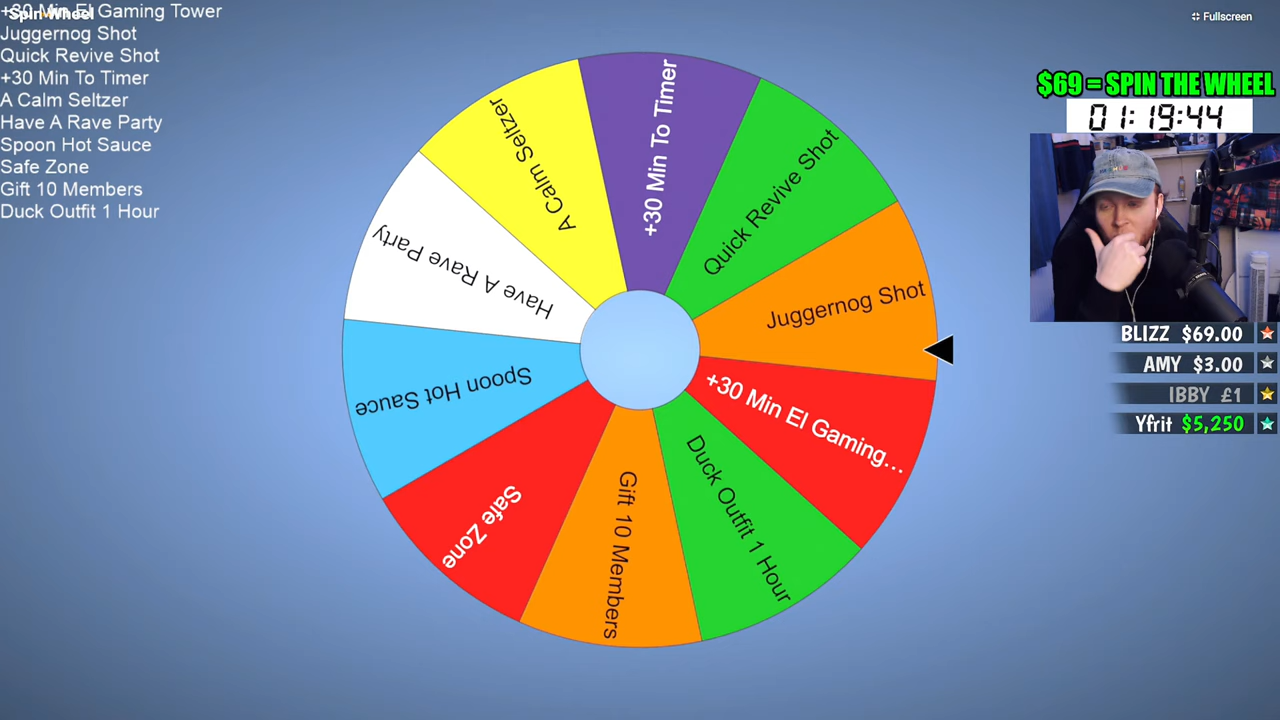 +30 Min El Gaming Tower
Spin Wheel
Juggernog Shot
Quick Revive Shot
+30 Min To Timer
A Calm Seltzer
Have A Rave Party
Spoon Hot Sauce
Safe Zone
Gift 10 Members
Duck Outfit 1 Hour
Fullscreen
+30 Min To Timer
Quick Revive Shot
Juggernog Shot
+30 Min El Gaming...
Duck Outfit 1 Hour
Gift 10 Members
Safe Zone
Spoon Hot Sauce
Have A Rave Party
A Calm Seltzer
$69 = SPIN THE WHEEL
01:19:44
BLIZZ $69.00
AMY $3.00
IBBY £1
Yfrit $5,250